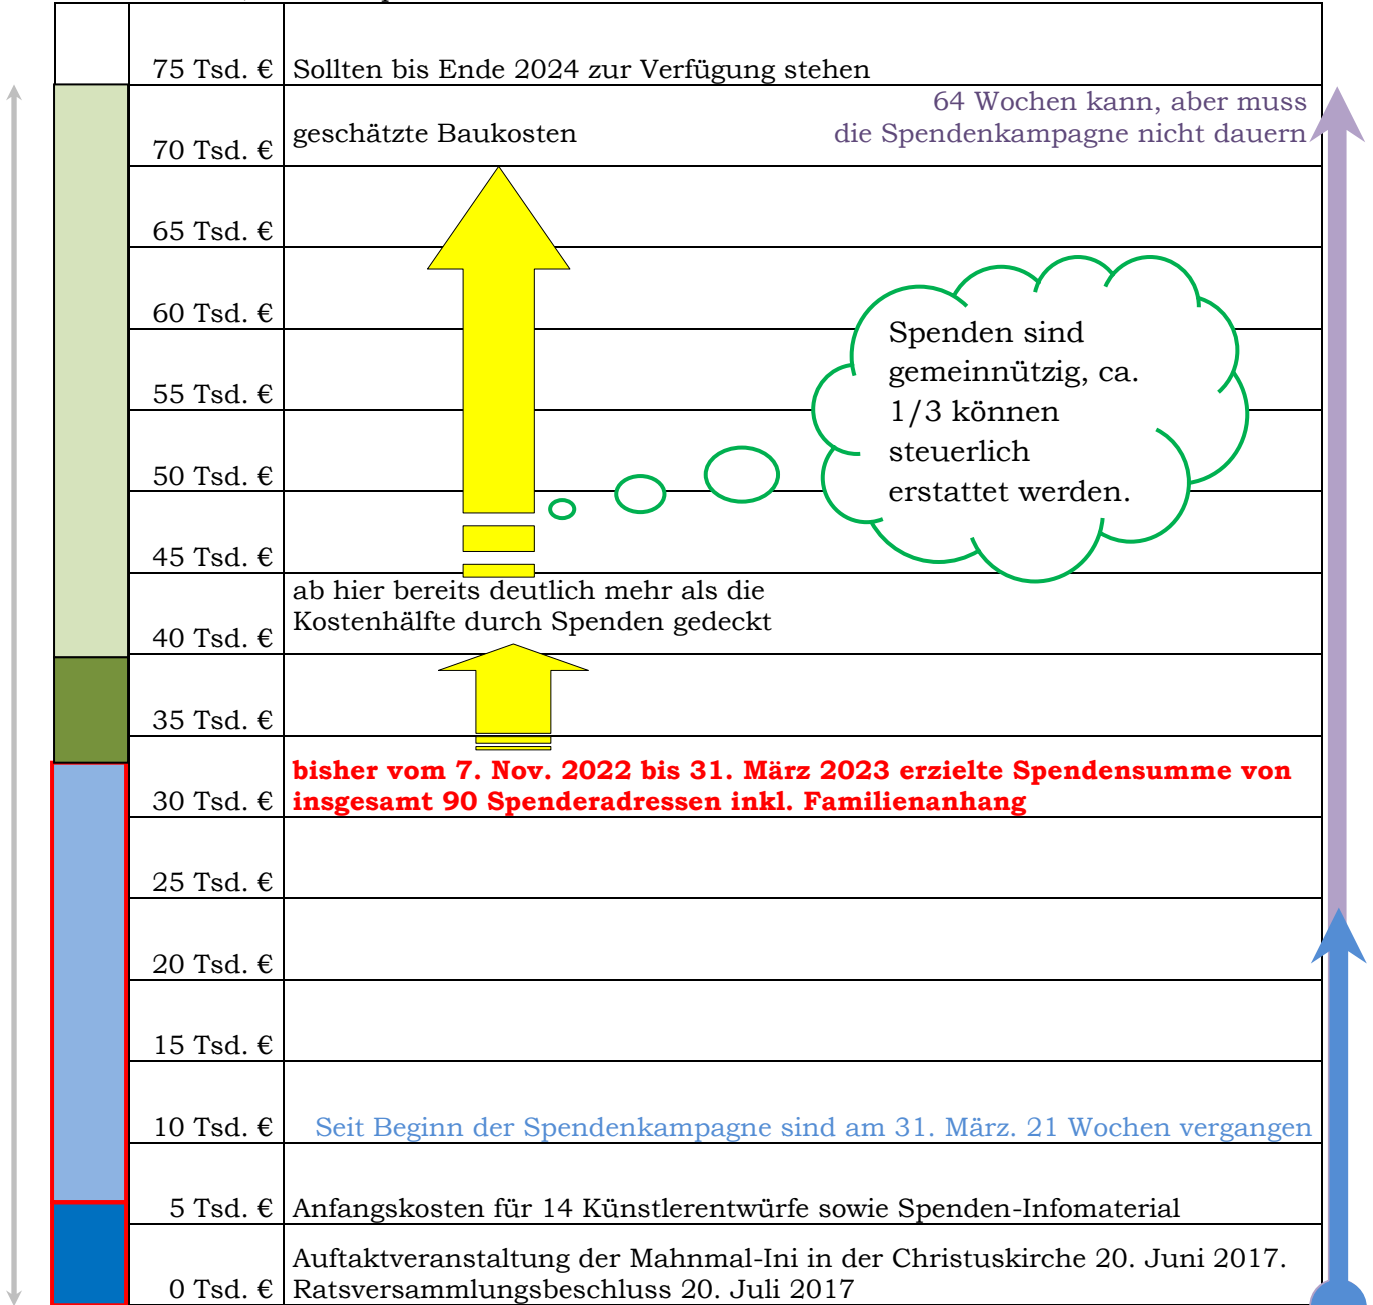 75 Tsd. € Sollten bis Ende 2024 zur Verfügung stehen
64 Wochen kann, aber muss
die Spendenkampagne nicht dauern
70 Tsd. € geschätzte Baukosten
65 Tsd. €
60 Tsd. €
Spenden sind
gemeinnützig, ca.
1/3 können
steuerlich
erstattet werden.
55 Tsd. €
50 Tsd. €
45 Tsd. €
ab hier bereits deutlich mehr als die
Kostenhälfte durch Spenden gedeckt
40 Tsd. €
35 Tsd. €
bisher vom 7. Nov. 2022 bis 31. März 2023 erzielte Spendensumme von
30 Tsd. € insgesamt 90 Spenderadressen inkl. Familienanhang
25 Tsd. €
20 Tsd. €
15 Tsd. €
10 Tsd. € Seit Beginn der Spendenkampagne sind am 31. März. 21 Wochen vergangen
5 Tsd. € Anfangskosten für 14 Künstlerentwürfe sowie Spenden-Infomaterial
Auftaktveranstaltung der Mahnmal-Ini in der Christuskirche 20. Juni 2017.
0 Tsd. € Ratsversammlungsbeschluss 20. Juli 2017